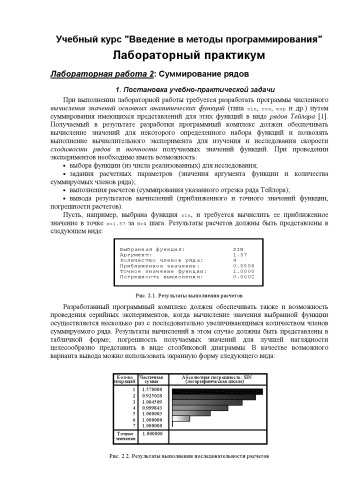 Учебный курс "Введение в методы программирования"
Лабораторный практикум
Лабораторная работа 2: Суммирование рядов
1. Постановка учебно-практической задачи
При выполнении лабораторной работы требуется разработать программы численного
вычисления значений основных аналитических функций (типа sin, cos, exp и др.) путем
суммирования имеющихся представлений для этих функций в виде рядов Тейлора [1].
Получаемый в результате разработки программный комплекс должен обеспечивать
вычисление значений для некоторого определенного набора функций и позволять
выполнение вычислительного эксперимента для изучения и исследования скорости
сходимости рядов и точности получаемых значений функций. При проведении
экспериментов необходимо иметь возможность:
• выбора функции (из числа реализованных) для исследования;
• задания расчетных параметров (значения аргумента функции и количества
суммируемых членов ряда);
• выполнения расчетов (суммирования указанного отрезка ряда Тейлора);
• вывода результатов вычислений (приближенного и точного значений функции,
погрешности расчетов).
Пусть, например, выбрана функция sin, и требуется вычислить ее приближенное
значение в точке x=1.57 за n=4 шага. Результаты расчетов должны быть представлены в
следующем виде:
Выбранная функция: SIN
Аргумент: 1.57
Количество членов ряда: 4
Приближенное значение: 0.9998
Точное значение функции: 1.0000
Погрешность вычисления: 0.0002
Рис. 2.1. Результаты выполнения расчетов
Разработанный программный комплекс должен обеспечивать также и возможность
проведения серийных экспериментов, когда вычисление значения выбранной функции
осуществляется несколько раз с последовательно увеличивающимся количеством членов
суммируемого ряда. Результаты вычислений в этом случае должны быть представлены в
табличной форме; погрешность получаемых значений для лучшей наглядности
целесообразно представить в виде столбиковой диаграммы. В качестве возможного
варианта вывода можно использовать экранную форму следующего вида:
Кол-во итераций Частичная сумма Абсолютная погрешность: SIN (логарифмическая шкала)
1 1.570000
2 0.925008
3 1.004509
4 0.999843
5 1.000003
6 1.000000
7 1.000000
Точное значение 1.000000
Рис. 2.2. Результаты выполнения последовательности расчетов